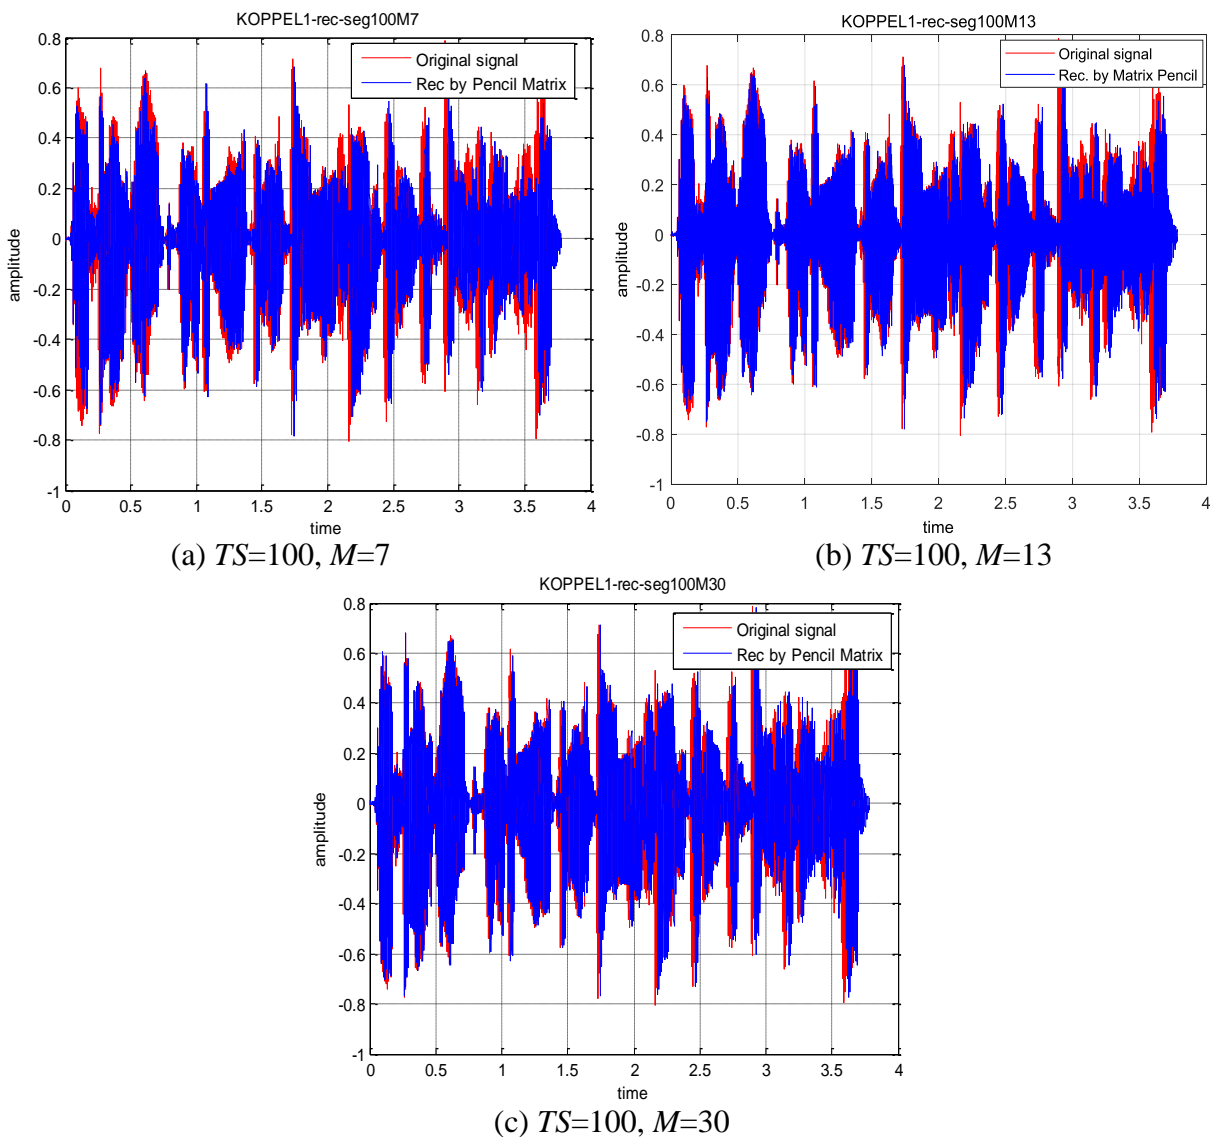 KOPPEL1-rec-seg100M7
Original signal
Rec by Pencil Matrix
0.8
0.6
0.4
0.2
0
-0.2
-0.4
-0.6
-0.8
-1
amplitude
0 0.5 1 1.5 2 2.5 3 3.5 4
time
(a) TS=100, M=7
KOPPEL1-rec-seg100M13
Original signal
Rec. by Matrix Pencil
0.8
0.6
0.4
0.2
0
-0.2
-0.4
-0.6
-0.8
-1
amplitude
0 0.5 1 1.5 2 2.5 3 3.5 4
time
(b) TS=100, M=13
KOPPEL1-rec-seg100M30
Original signal
Rec by Pencil Matrix
0.8
0.6
0.4
0.2
0
-0.2
-0.4
-0.6
-0.8
-1
amplitude
0 0.5 1 1.5 2 2.5 3 3.5 4
time
(c) TS=100, M=30